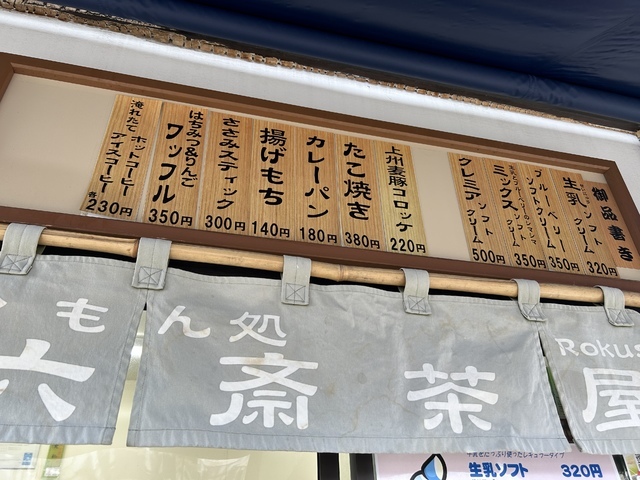 御品書き
生乳ソフトクリーム
320円
ブルーベリーソフトクリーム
350円
ミックスソフトクリーム
350円
クレミアソフトクリーム
500円
上州麦豚コロッケ
220円
たこ焼き
380円
カレーパン
180円
揚げもち
140円
ささみスティック
300円
はちみつりんご
ワッフル
350円
淹れたて
ホットコーヒー
アイスコーヒー
各230円
もん処
六斎茶屋
Rokus
生乳ソフト 320円